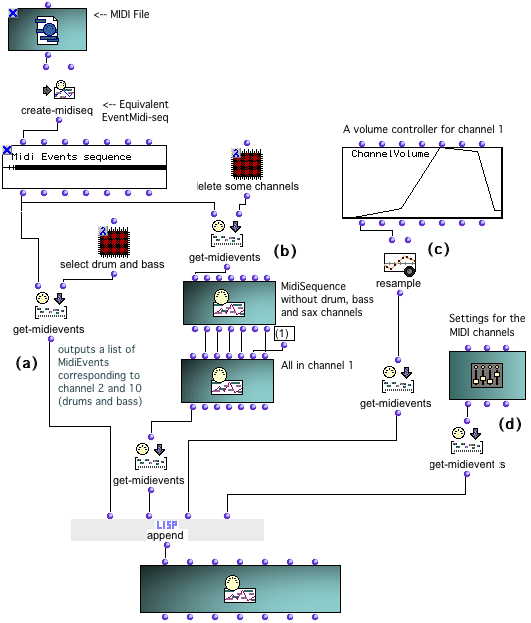 <-- MIDI File
create-midiseq
<-- Equivalent
EventMidi-seq
Midi Events sequence
A volume controller for channel 1
ChannelVolume
elete some channels
(b)
get-midievents
(c)
select drum and bass
resample
get-midievents
MidiSequence
without drum, bass
and sax channels
Settings for the
MIDI channels
(1)
(a)
outputs a list of
MidiEvents
corresponding to
channel 2 and 10
(drums and bass)
All in channel 1
get-midievents
(d)
get-midievents
get-midievent :s
LISP
append